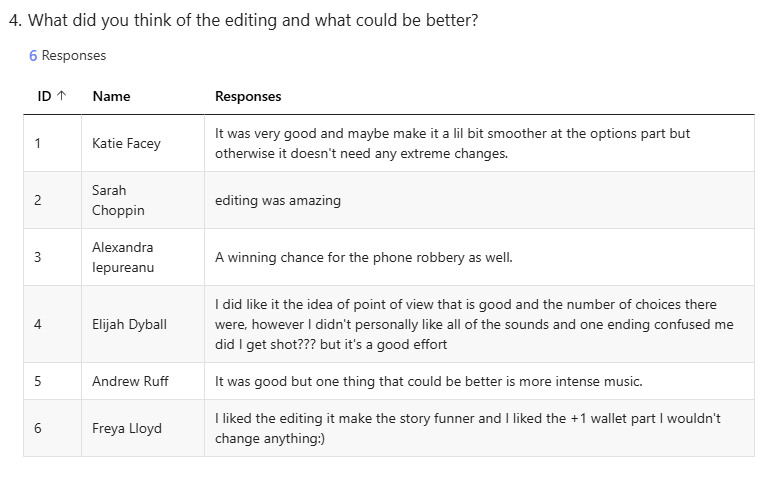 4. What did you think of the editing and what could be better?
6 Responses
ID ↑ Name Responses
1 Katie Facey It was very good and maybe make it a lil bit smoother at the options part but
otherwise it doesn't need any extreme changes.
2 Sarah
Choppin editing was amazing
3 Alexandra
Iepureanu A winning chance for the phone robbery as well.
4 Elijah Dyball I did like it the idea of point of view that is good and the number of choices there
were, however I didn't personally like all of the sounds and one ending confused me
did I get shot??? but it's a good effort
5 Andrew Ruff It was good but one thing that could be better is more intense music.
6 Freya Lloyd I liked the editing it make the story funner and I liked the +1 wallet part I wouldn't
change anything:)